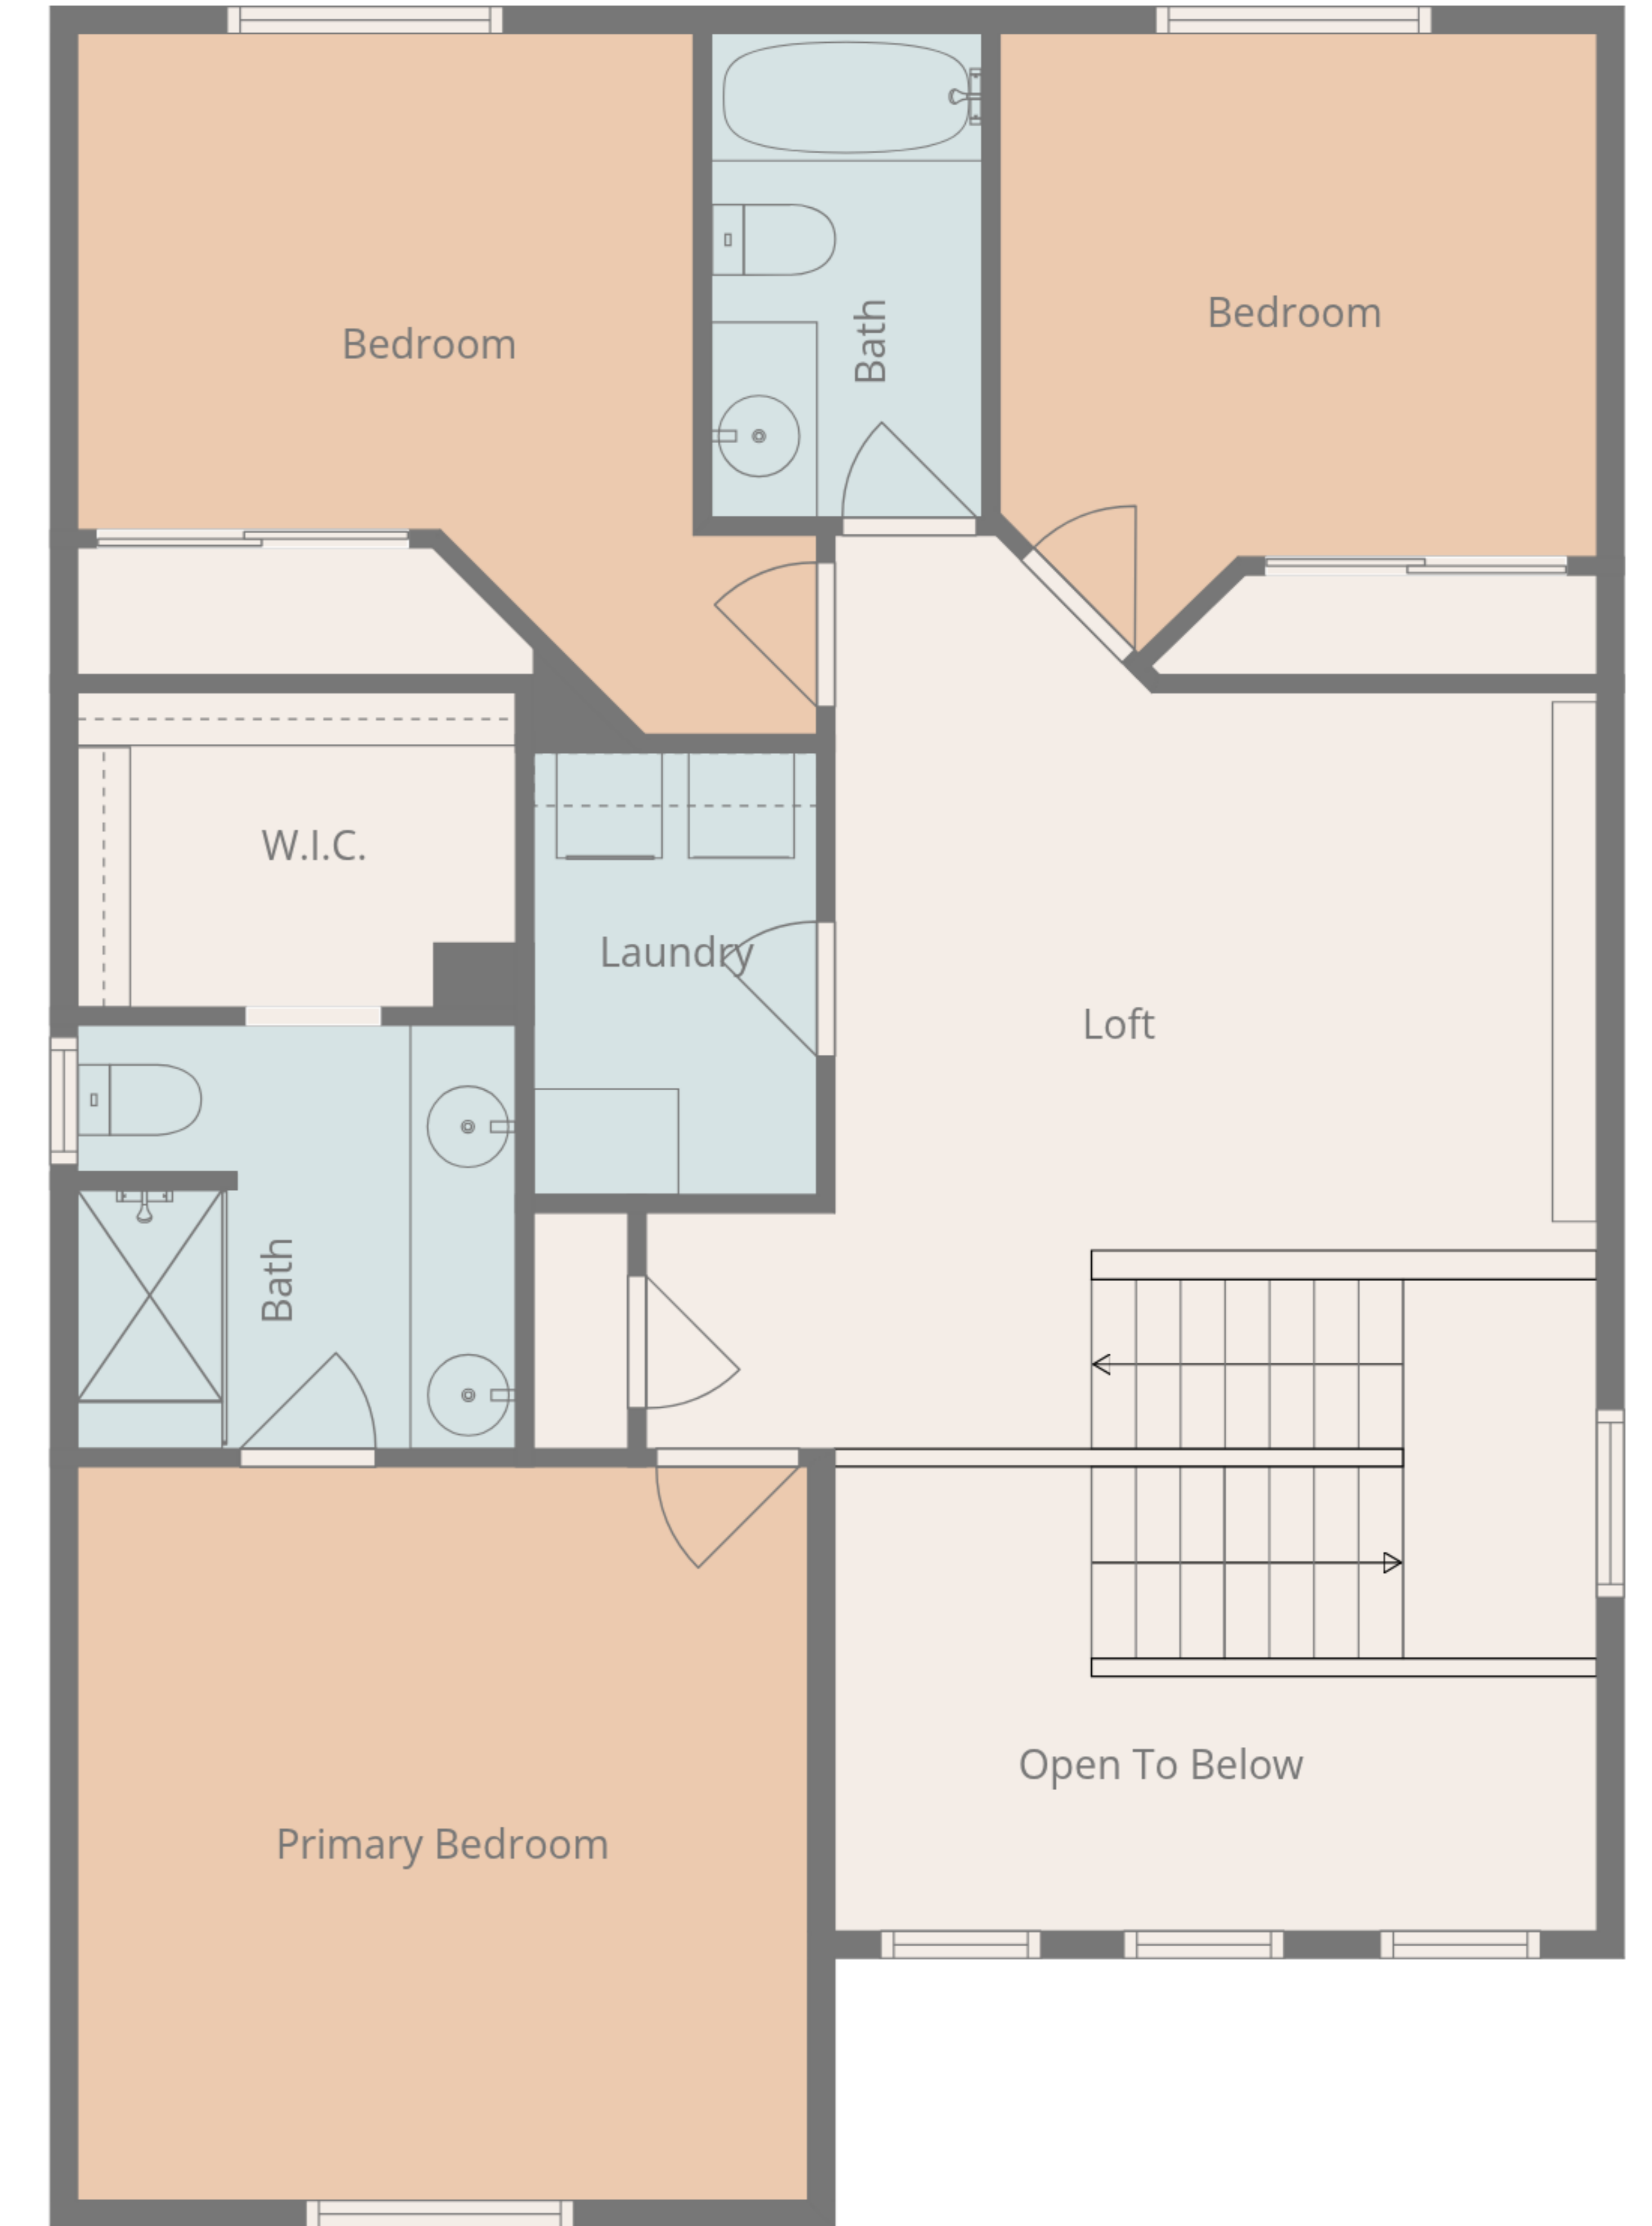 Bedroom
Bath
Bedroom
W.I.C.
Laundry
Loft
Bath
Open To Below
Primary Bedroom